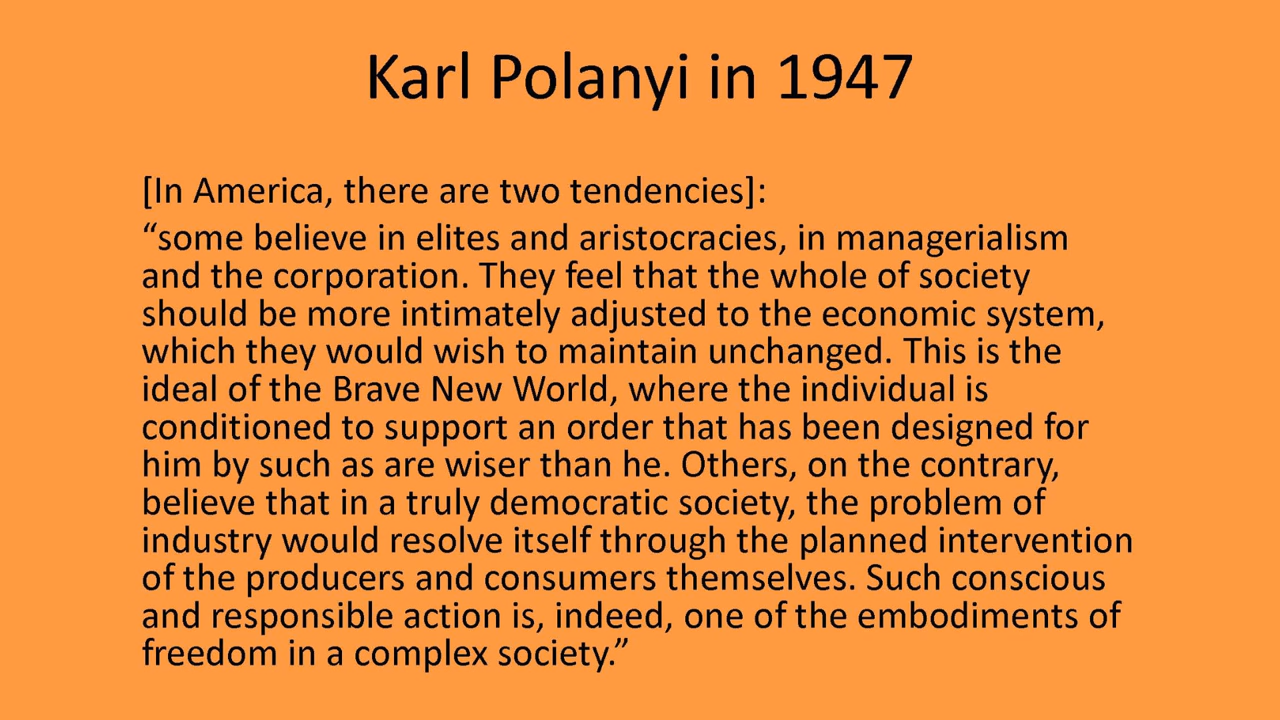 Karl Polanyi in 1947
[In America, there are two tendencies]:
“some believe in elites and aristocracies, in managerialism
and the corporation. They feel that the whole of society
should be more intimately adjusted to the economic system,
which they would wish to maintain unchanged. This is the
ideal of the Brave New World, where the individual is
conditioned to support an order that has been designed for
him by such as are wiser than he. Others, on the contrary,
believe that in a truly democratic society, the problem of
industry would resolve itself through the planned intervention
of the producers and consumers themselves. Such conscious
and responsible action is, indeed, one of the embodiments of
freedom in a complex society.”